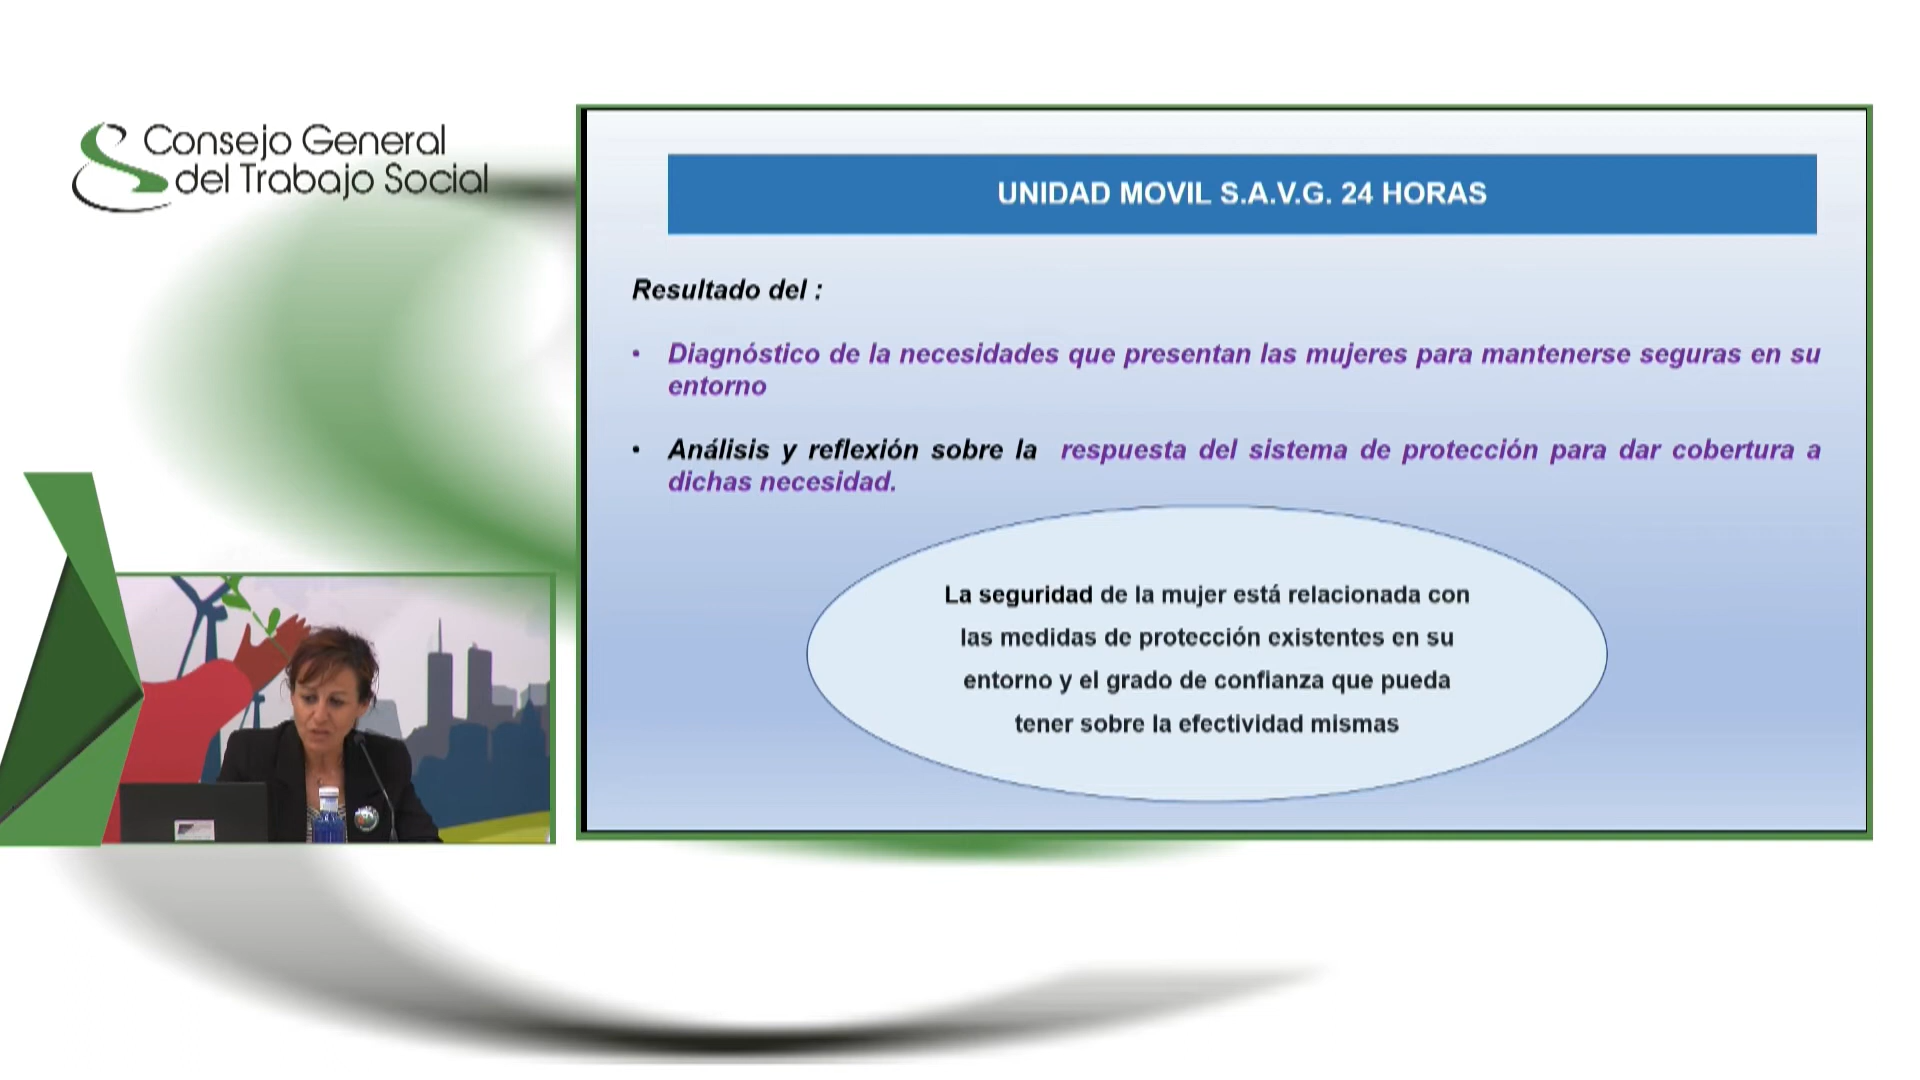 Consejo General
del Trabajo Social
UNIDAD MOVIL S.A.V.G. 24 HORAS
Resultado del :
• Diagnóstico de la necesidades que presentan las mujeres para mantenerse seguras en su
entorno
• Análisis y reflexión sobre la respuesta del sistema de protección para dar cobertura a
dichas necesidad.
La seguridad de la mujer está relacionada con
las medidas de protección existentes en su
entorno y el grado de confianza que pueda
tener sobre la efectividad mismas